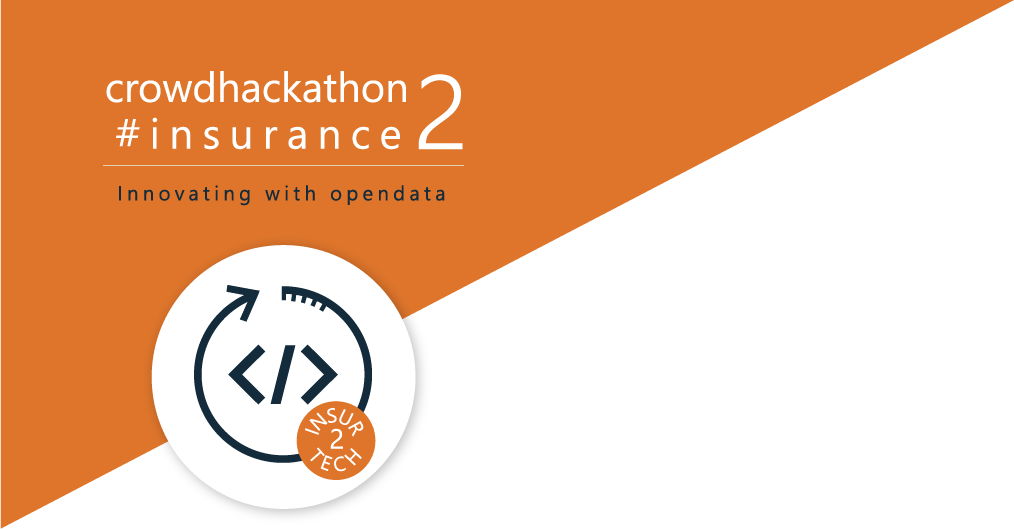 crowdhackathon
#insurance 2
Innovating with opendata
</>
INSUR
2
TECH